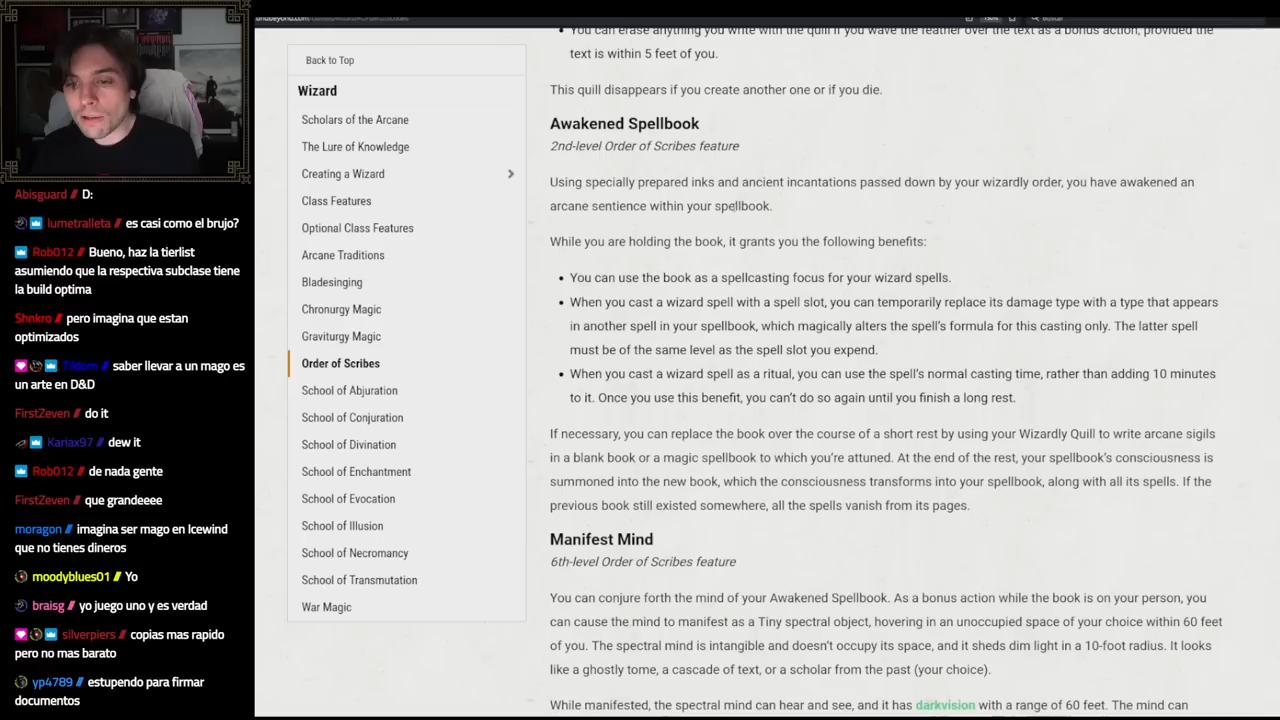 Abisguard // D:
lumetralleta // es casi como el brujo?
Rob012 // Bueno, haz la tierlist
asumiendo que la respectiva subclase tiene
la build optima
Shnkro // pero imagina que estan
optimizados
Tildom // saber llevar a un mago es
un arte en D&D
FirstZeven // do it
Kariax97 // dew it
Rob012 // de nada gente
FirstZeven // que grandeeee
moragon // imagina ser mago en Icewind
que no tienes dineros
moodyblues01 // Yo
braisg // yo juego uno y es verdad
silverpiers // copias mas rapido
pero no mas barato
yp4789 // estupendo para firmar
documentos
Back to Top
Wizard
Scholars of the Arcane
The Lure of Knowledge
Creating a Wizard
Class Features
Optional Class Features
Arcane Traditions
Bladesinging
Chronurgy Magic
Graviturgy Magic
Order of Scribes
School of Abjuration
School of Conjuration
School of Divination
School of Enchantment
School of Evocation
School of Illusion
School of Necromancy
School of Transmutation
War Magic
• You can erase anything you write with the quill if you wave the feather over the text as a bonus action, provided the
text is within 5 feet of you.
This quill disappears if you create another one or if you die.
Awakened Spellbook
2nd-level Order of Scribes feature
Using specially prepared inks and ancient incantations passed down by your wizardly order, you have awakened an
arcane sentience within your spellbook.
While you are holding the book, it grants you the following benefits:
• You can use the book as a spellcasting focus for your wizard spells.
• When you cast a wizard spell with a spell slot, you can temporarily replace its damage type with a type that appears
in another spell in your spellbook, which magically alters the spell's formula for this casting only. The latter spell
must be of the same level as the spell slot you expend.
• When you cast a wizard spell as a ritual, you can use the spell's normal casting time, rather than adding 10 minutes
to it. Once you use this benefit, you can't do so again until you finish a long rest.
If necessary, you can replace the book over the course of a short rest by using your Wizardly Quill to write arcane sigils
in a blank book or a magic spellbook to which you're attuned. At the end of the rest, your spellbook's consciousness is
summoned into the new book, which the consciousness transforms into your spellbook, along with all its spells. If the
previous book still existed somewhere, all the spells vanish from its pages.
Manifest Mind
6th-level Order of Scribes feature
You can conjure forth the mind of your Awakened Spellbook. As a bonus action while the book is on your person, you
can cause the mind to manifest as a Tiny spectral object, hovering in an unoccupied space of your choice within 60 feet
of you. The spectral mind is intangible and doesn't occupy its space, and it sheds dim light in a 10-foot radius. It looks
like a ghostly tome, a cascade of text, or a scholar from the past (your choice).
While manifested, the spectral mind can hear and see, and it has darkvision with a range of 60 feet. The mind can